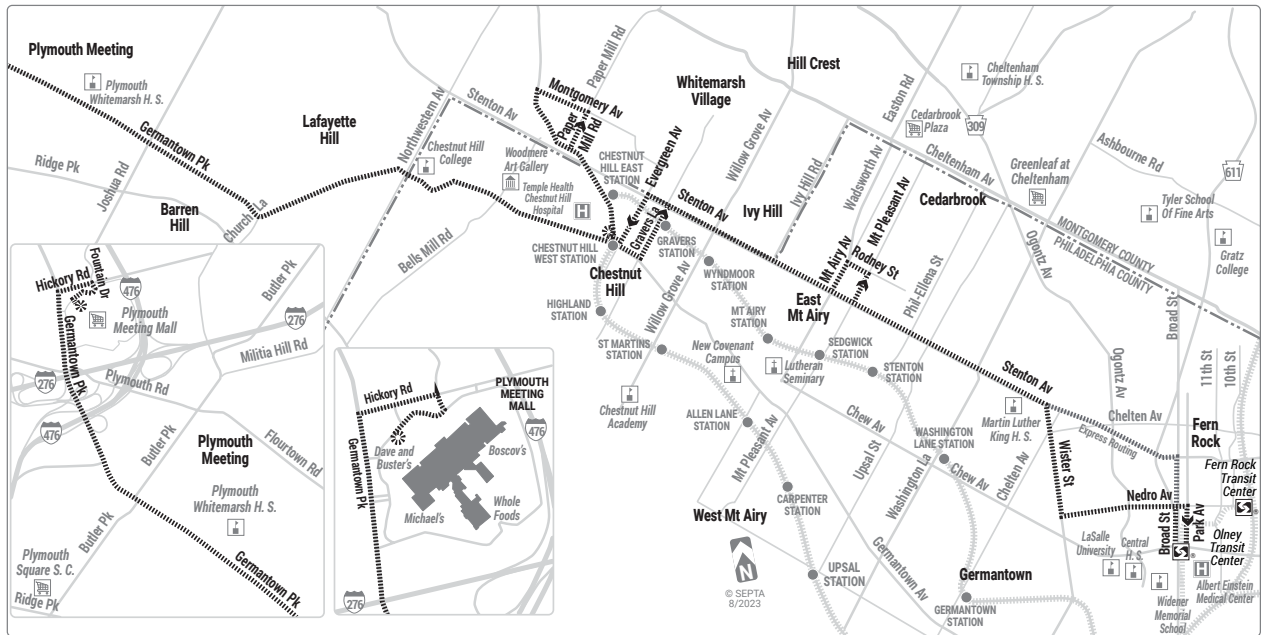 Plymouth Meeting
Plymouth
Whitemarsh H. S.
Germantown Pk
Ridge Pk
Joshua Rd
Barren
Hill
Church La
Lafayette
Hill
Northwestern Av
Stenton Av
Chestnut Hill
College
Bells Mill Rd
Woodmere
Art Gallery
Temple Health
Chestnut Hill
Hospital
Montgomery Av
Paper
Mill Rd
Paper Mill Rd
CHESTNUT
HILL EAST
STATION
Evergreen Av
Whitemarsh
Village
Hill Crest
Willow Grove Av
Stenton Av
Gravers La
GRAVERS
STATION
CHESTNUT HILL
WEST STATION
Chestnut
Hill
WYNDMOOR
STATION
Ivy Hill
Ivy Hill Rd
Wadsworth Av
Easton Rd
Mt Pleasant Av
Mt Airy Av
Rodney St
Cedarbrook
Plaza
Cheltenham
Township H. S.
309
Cheltenham Av
Greenleaf at
Cheltenham
Cedarbrook
Ashbourne Rd
611
Tyler School
Of Fine Arts
Gratz
College
MONTGOMERY COUNTY
PHILADELPHIA COUNTY
Ogontz Av
Phil-Ellena St
East
Mt Airy
HIGHLAND
STATION
Willow Grove Av
ST MARTINS
STATION
MT AIRY
STATION
New Covenant
Campus
Lutheran
Seminary
SEDGWICK
STATION
STENTON
STATION
Chestnut Hill
Academy
ALLEN LANE
STATION
Mt Pleasant Av
Chew Av
Upsal St
Washington La
WASHINGTON
LANE STATION
Chew Av
Chelten Av
Martin Luther
King H. S.
Stenton Av
Ogontz Av
Chelten Av
Express Routing
Broad St
11th St
10th St
Fern
Rock
Fern Rock
Transit
Center
Wister St
Nedro Av
Broad St
Park Av
Olney
Transit
Center
LaSalle
University
Central
H. S.
Widener
Memorial
School
Albert Einstein
Medical Center
West Mt Airy
CARPENTER
STATION
UPSAL
STATION
Germantown Av
Germantown
GERMANTOWN
STATION
N
© SEPTA
8/2023
Hickory Rd
Fountain Dr
476
Plymouth
Meeting Mall
Butler Pk
276
Militia Hill Rd
Germantown Pk
276
Plymouth Rd
476
Butler Pk
Plymouth
Meeting
Flourtown Rd
Plymouth
Whitemarsh H. S.
Butler Pk
Plymouth
Square S. C.
Ridge Pk
Germantown Pk
Hickory Rd
PLYMOUTH
MEETING
MALL
476
Dave and
Buster's
Boscov's
Germantown Pk
Michael's
Whole
Foods
276